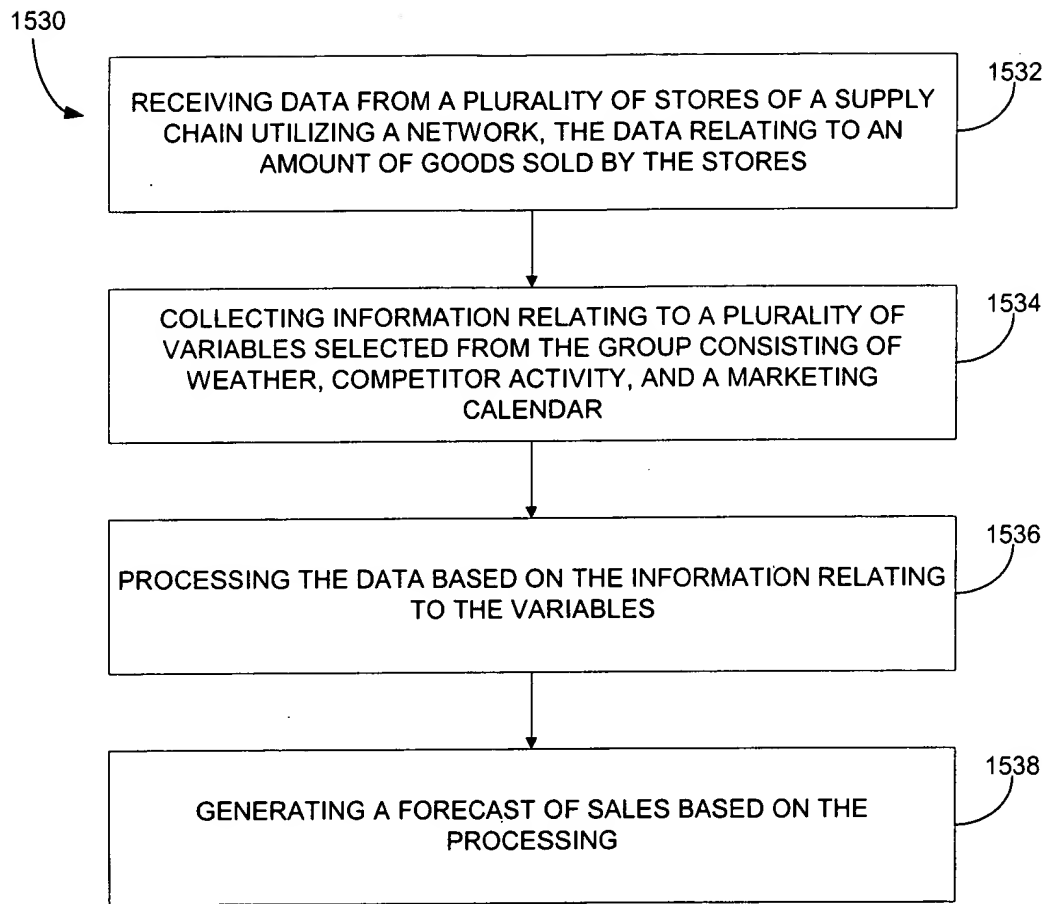 1530
1532
RECEIVING DATA FROM A PLURALITY OF STORES OF A SUPPLY
CHAIN UTILIZING A NETWORK, THE DATA RELATING TO AN
AMOUNT OF GOODS SOLD BY THE STORES
1534
COLLECTING INFORMATION RELATING TO A PLURALITY OF
VARIABLES SELECTED FROM THE GROUP CONSISTING OF
WEATHER, COMPETITOR ACTIVITY, AND A MARKETING
CALENDAR
1536
PROCESSING THE DATA BASED ON THE INFORMATION RELATING
TO THE VARIABLES
1538
GENERATING A FORECAST OF SALES BASED ON THE
PROCESSING